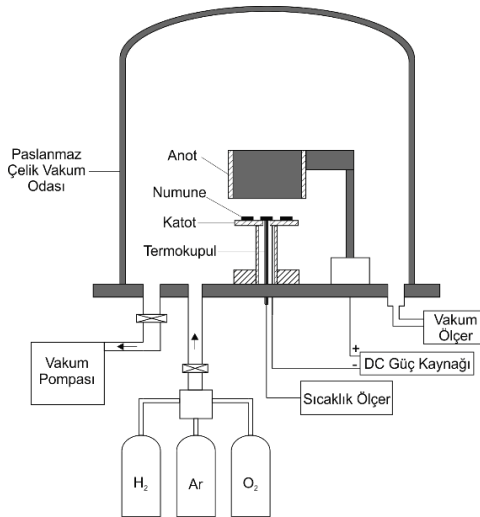 Paslanmaz
Çelik Vakum
Odası
Anot
Numune
Katot
Termokupul
Vakum
Ölçer
+
DC Güç Kaynağı
-
Vakum
Pompası
Sıcaklık Ölçer
H₂
Ar
O₂